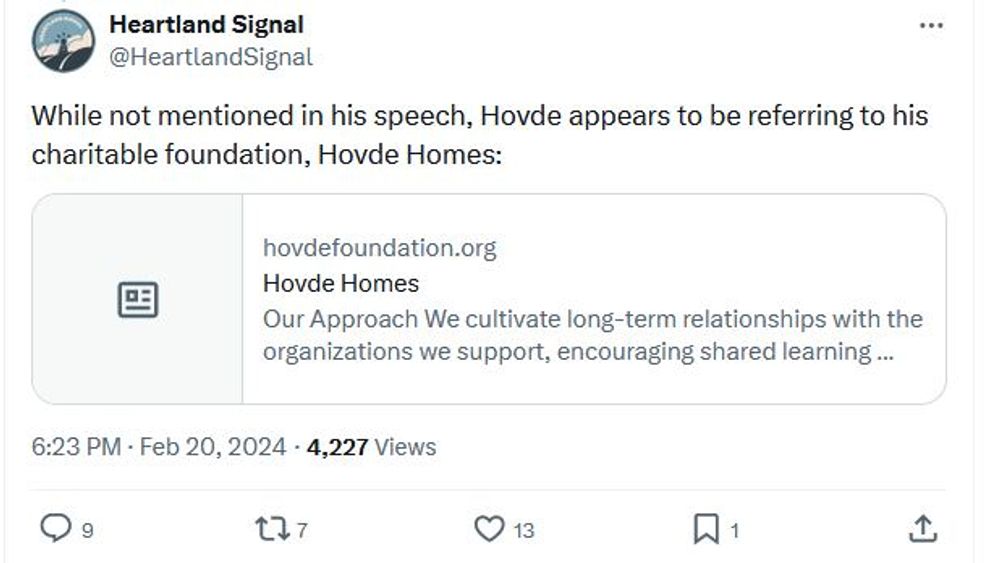 Heartland Signal
@HeartlandSignal
While not mentioned in his speech, Hovde appears to be referring to his
charitable foundation, Hovde Homes:
hovdefoundation.org
Hovde Homes
Our Approach We cultivate long-term relationships with the
organizations we support, encouraging shared learning ...
6:23 PM · Feb 20, 2024 · 4,227 Views
9 7 13 1